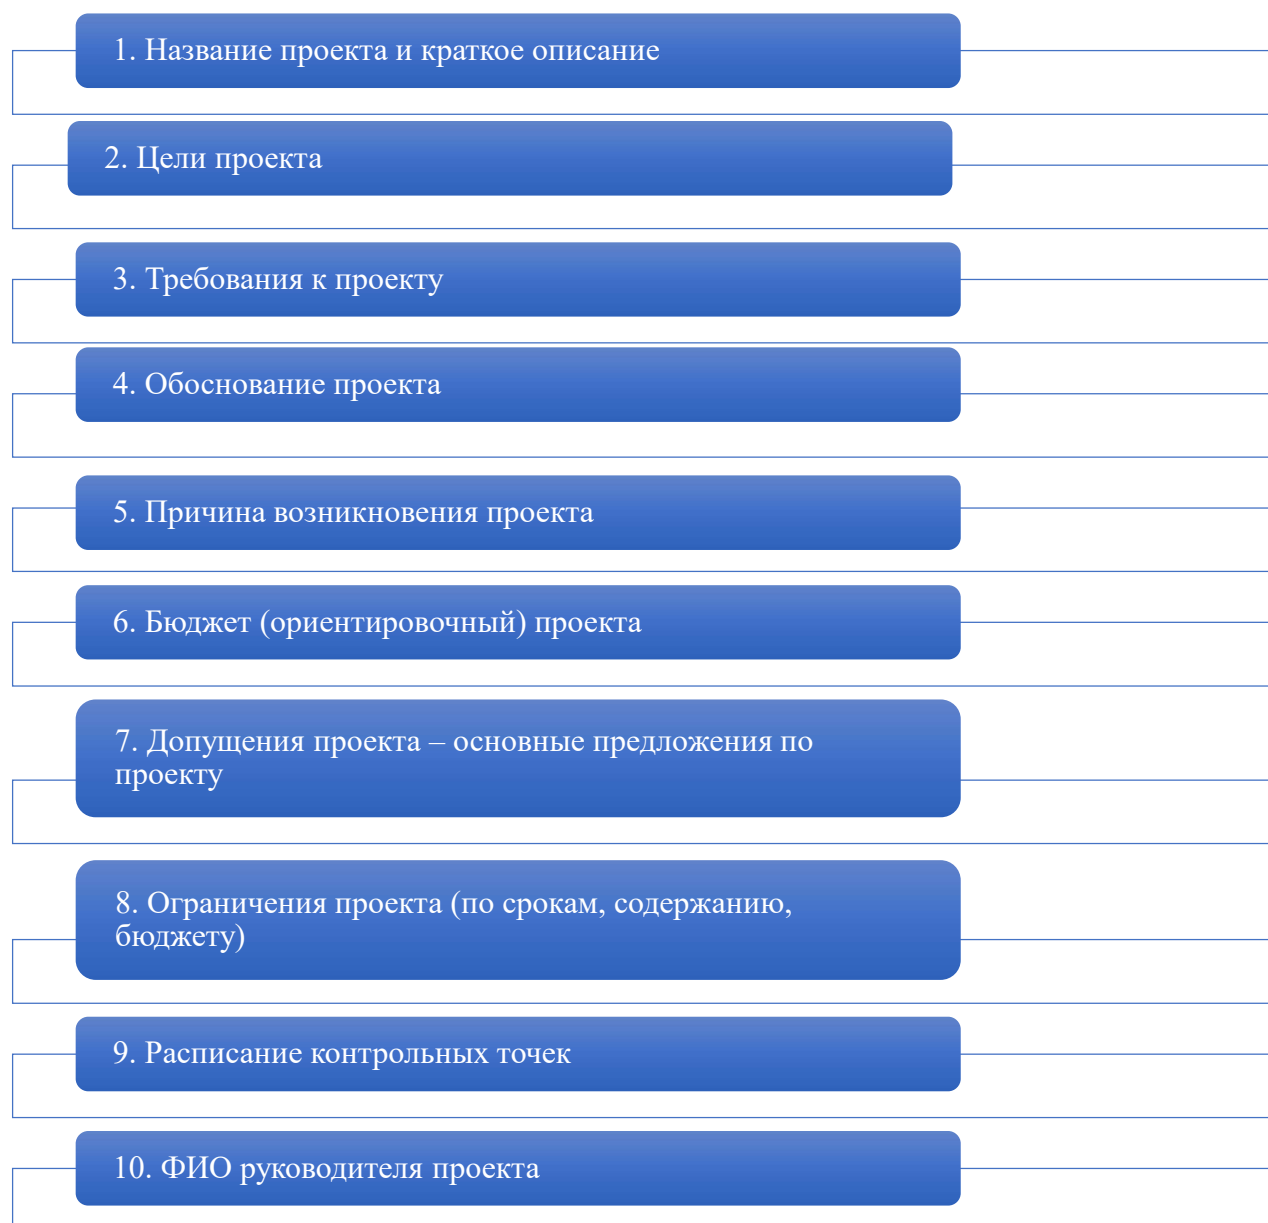 1. Название проекта и краткое описание
2. Цели проекта
3. Требования к проекту
4. Обоснование проекта
5. Причина возникновения проекта
6. Бюджет (ориентировочный) проекта
7. Допущения проекта – основные предложения по
проекту
8. Ограничения проекта (по срокам, содержанию,
бюджету)
9. Расписание контрольных точек
10. ФИО руководителя проекта